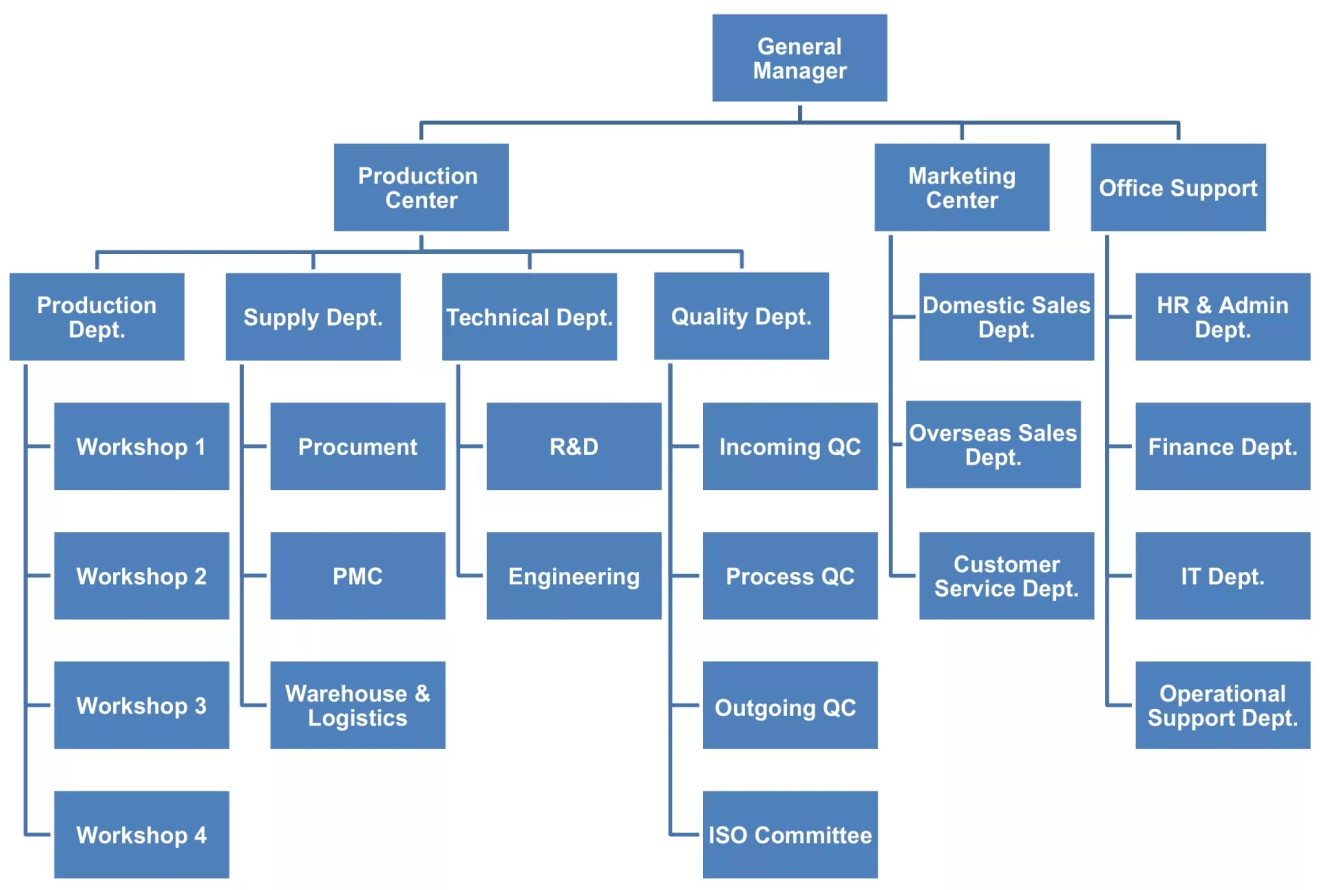 General
Manager
Production
Center
Marketing
Center
Office Support
Production
Dept.
Supply Dept.
Technical Dept.
Quality Dept.
Domestic Sales
Dept.
HR & Admin
Dept.
Workshop 1
Procument
R&D
Incoming QC
Overseas Sales
Dept.
Finance Dept.
Workshop 2
PMC
Engineering
Process QC
Customer
Service Dept.
IT Dept.
Workshop 3
Warehouse &
Logistics
Outgoing QC
Operational
Support Dept.
Workshop 4
ISO Committee